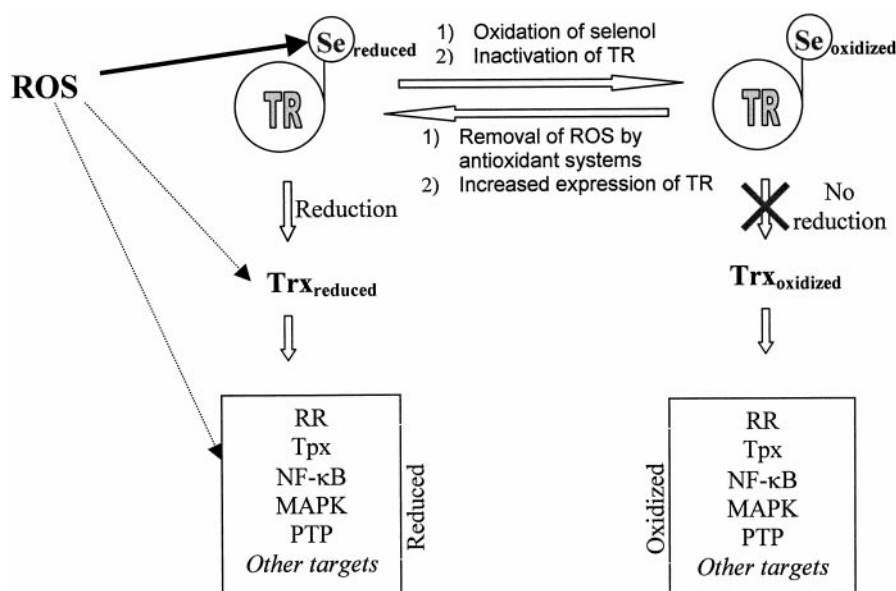 ROS
Se reduced
TR
1) Oxidation of selenol
2) Inactivation of TR
1) Removal of ROS by
antioxidant systems
2) Increased expression of TR
Se oxidized
TR
Reduction
No
reduction
Trx reduced
Trx oxidized
RR
Tpx
NF-κB
MAPK
PTP
Other targets
Reduced
Oxidized
RR
Tpx
NF-κB
MAPK
PTP
Other targets